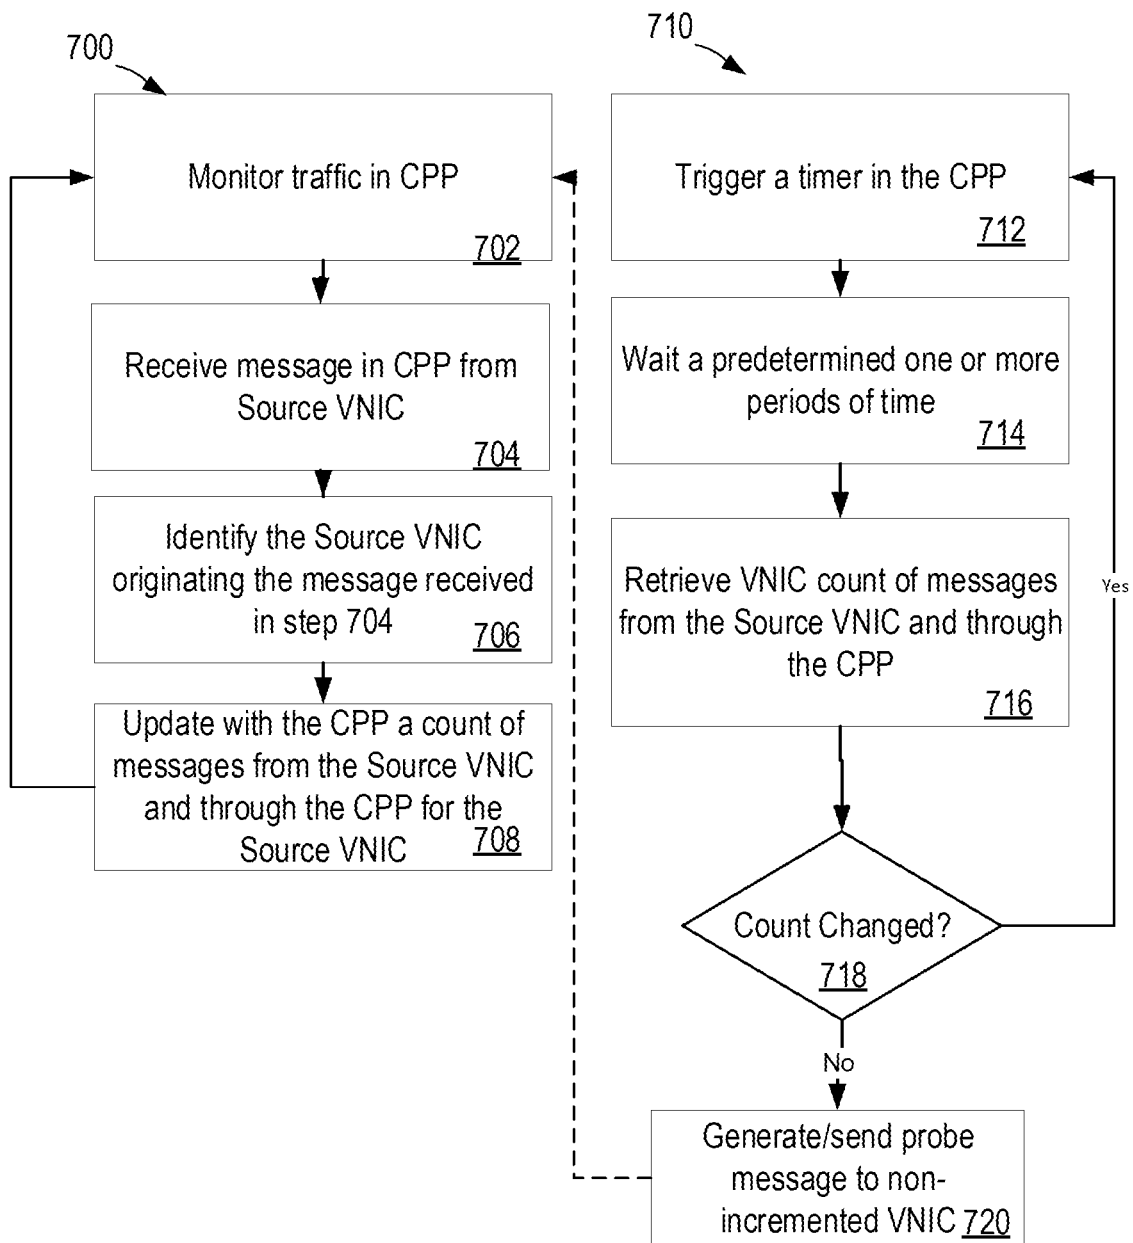 700
Monitor traffic in CPP
702
Receive message in CPP from
Source VNIC
704
Identify the Source VNIC
originating the message received
in step 704
706
Update with the CPP a count of
messages from the Source VNIC
and through the CPP for the
Source VNIC
708
710
Trigger a timer in the CPP
712
Wait a predetermined one or more
periods of time
714
Retrieve VNIC count of messages
from the Source VNIC and through
the CPP
716
Yes
Count Changed?
718
No
Generate/send probe
message to non-
incremented VNIC
720